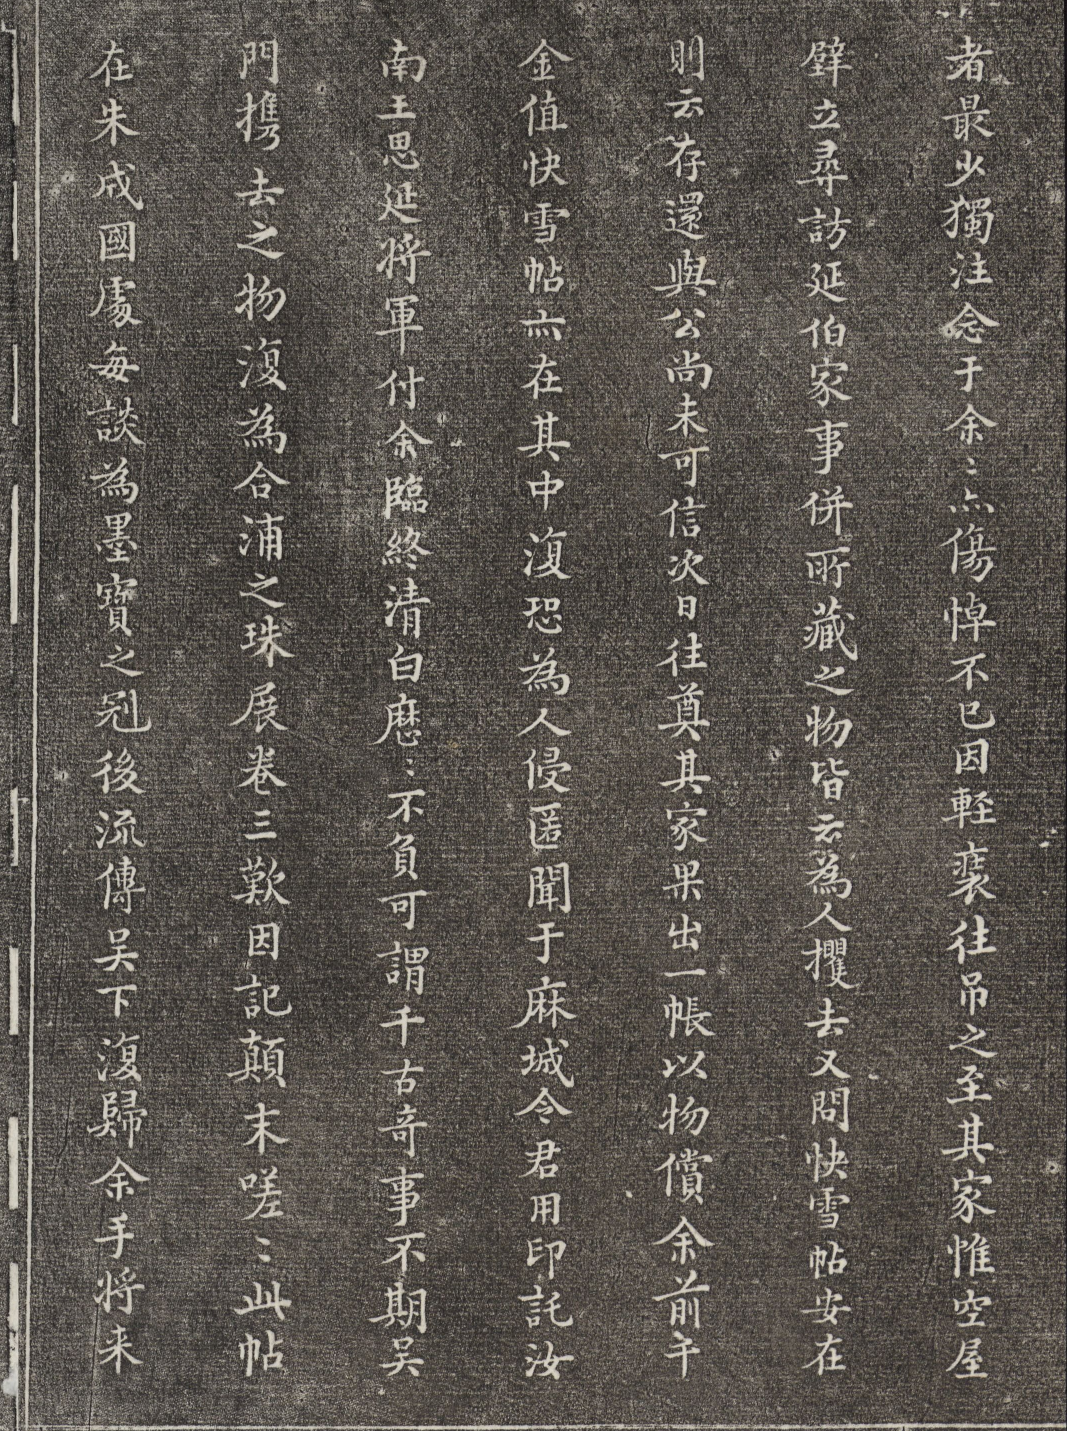 者最少獨注念于余〻亦傷悼不已因輕裘往吊之至其家惟空屋
壁立尋訪延伯家事併所藏之物皆云為人攫去又問快雪帖安在
則云存還與公尚未可信次日往奠其家果出一帳以物償余前千
金值快雪帖亦在其中復恐為人侵匿聞于麻城令君用印託汝
南王思延將軍付余臨終清白歷〻不負可謂千古奇事不期吳
門携去之物復為合浦之珠展卷三歎因記顛末嗟〻此帖
在朱成國處每談為墨寶之冠後流傳吳下復歸余手將来